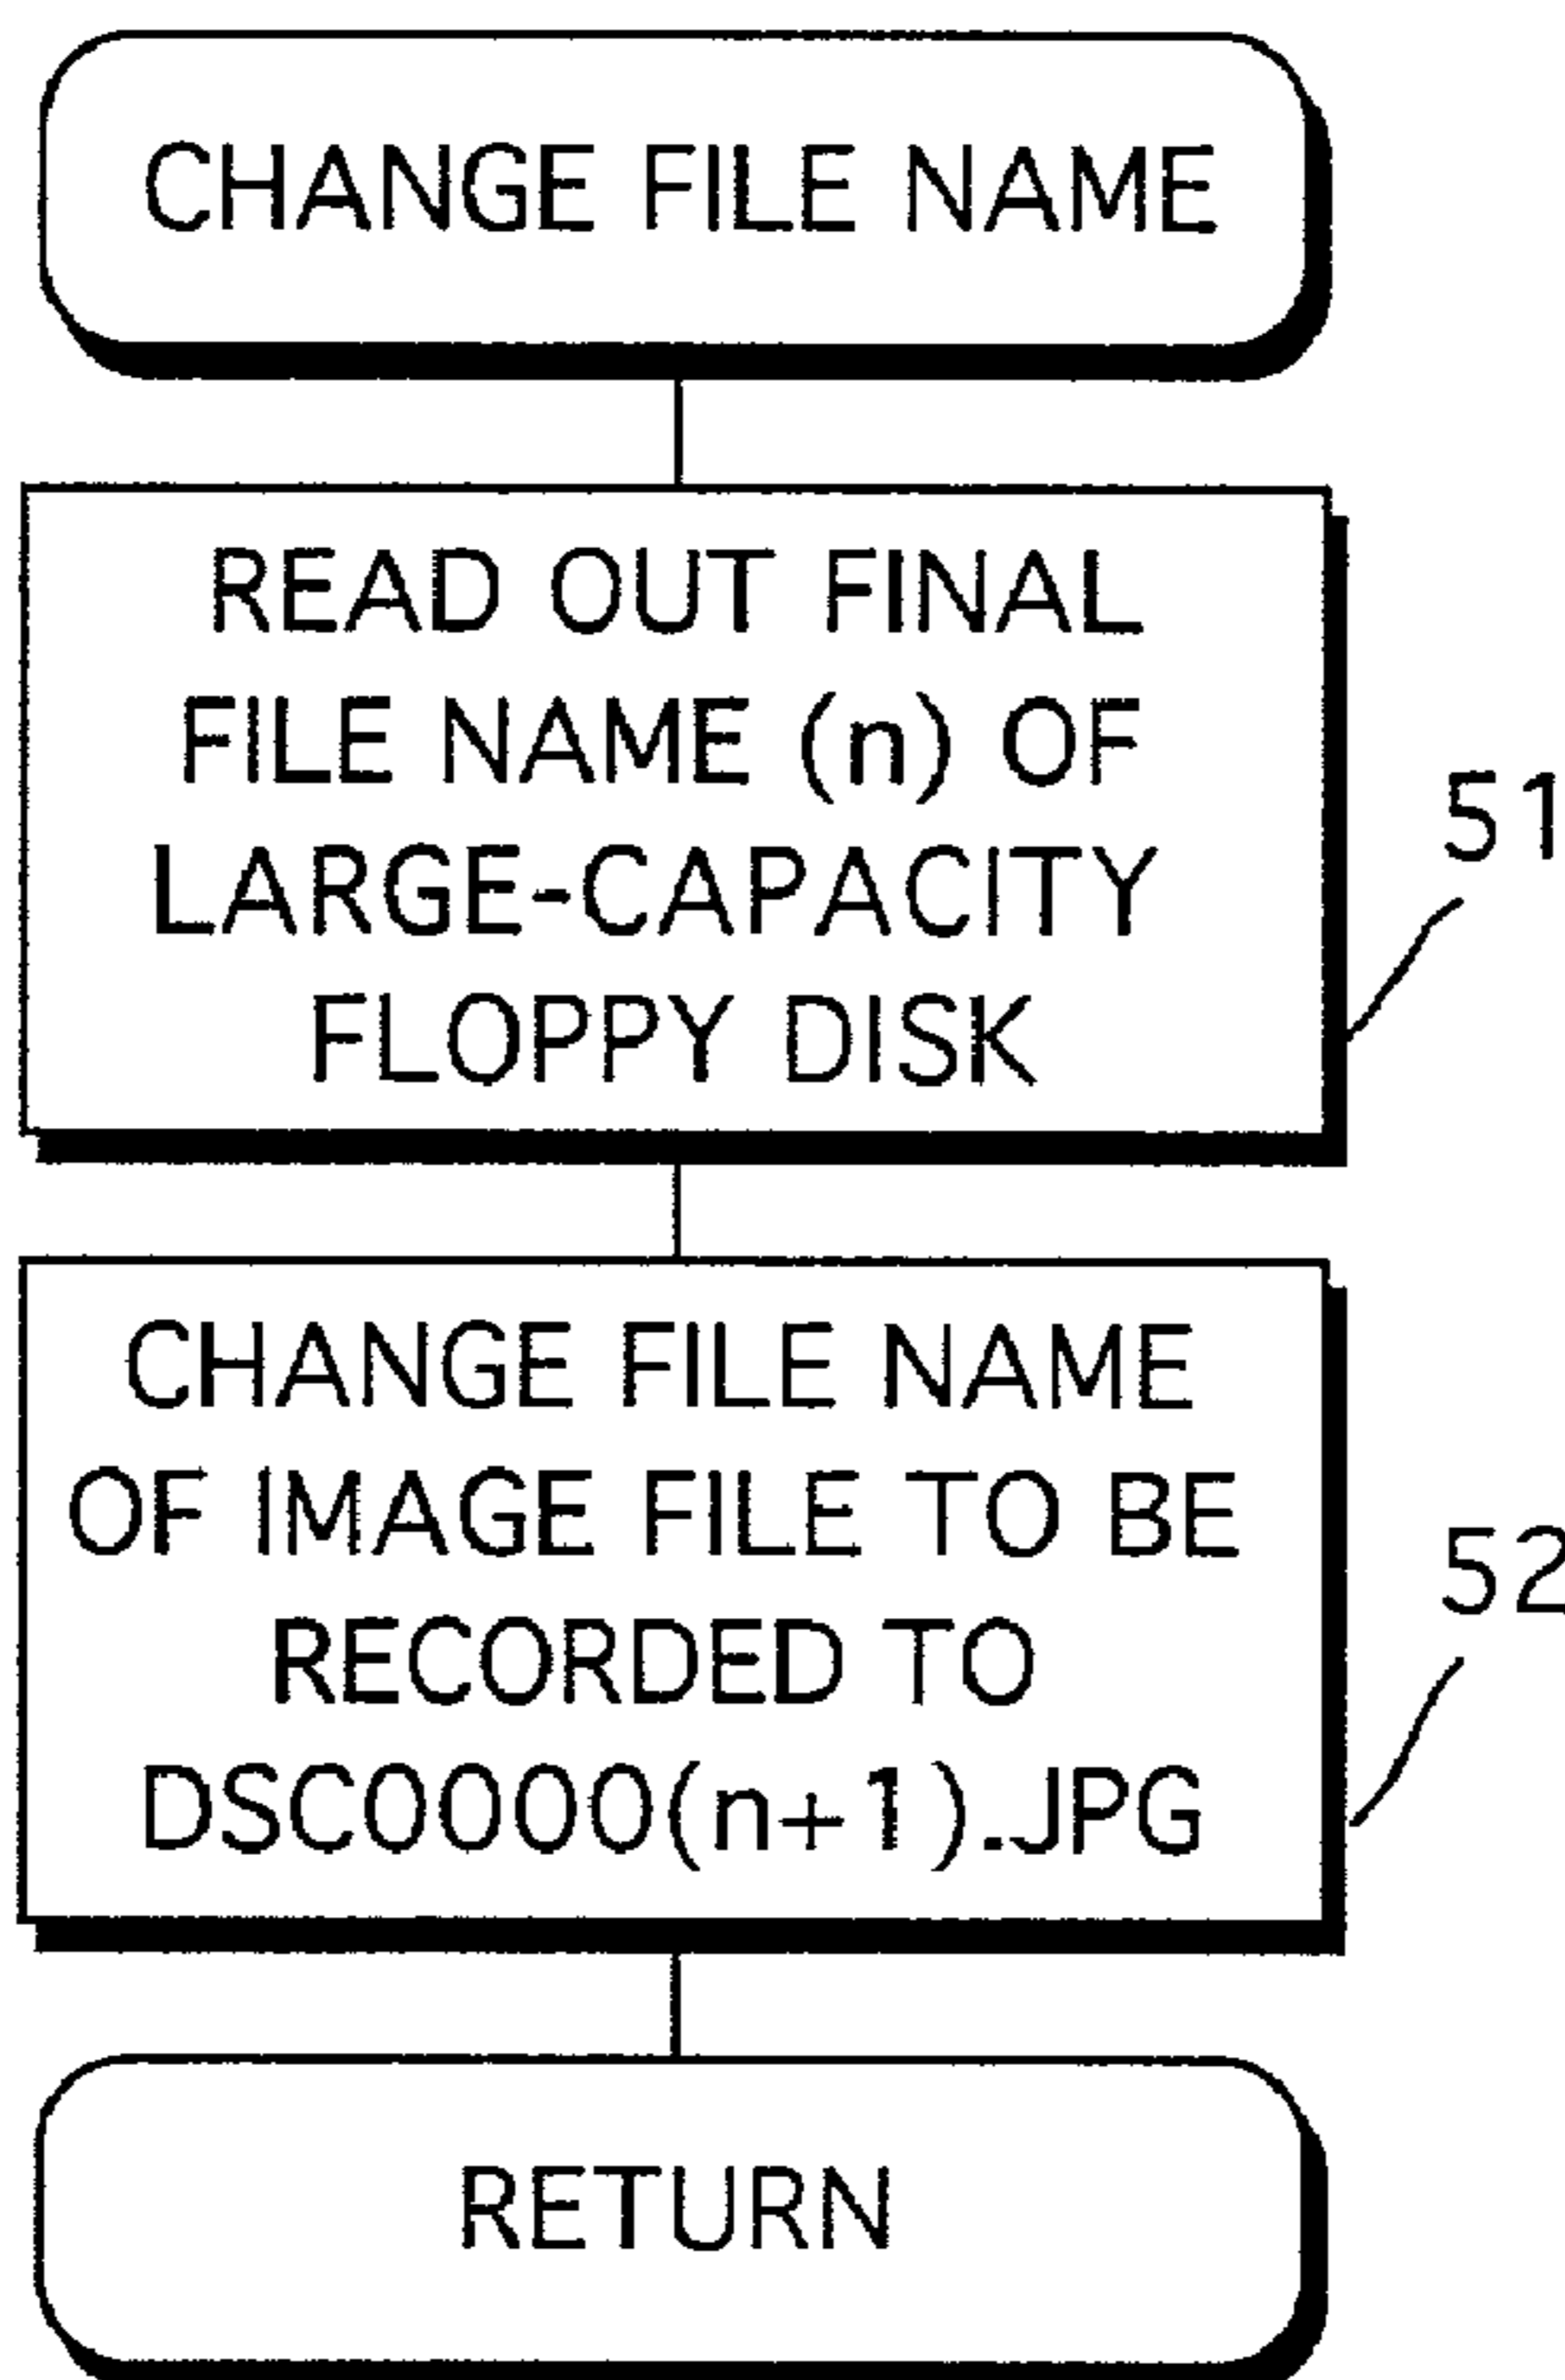 CHANGE FILE NAME
READ OUT FINAL
FILE NAME (n) OF
LARGE-CAPACITY
FLOPPY DISK
51
CHANGE FILE NAME
OF IMAGE FILE TO BE
RECORDED TO
DSC0000(n+1).JPG
52
RETURN